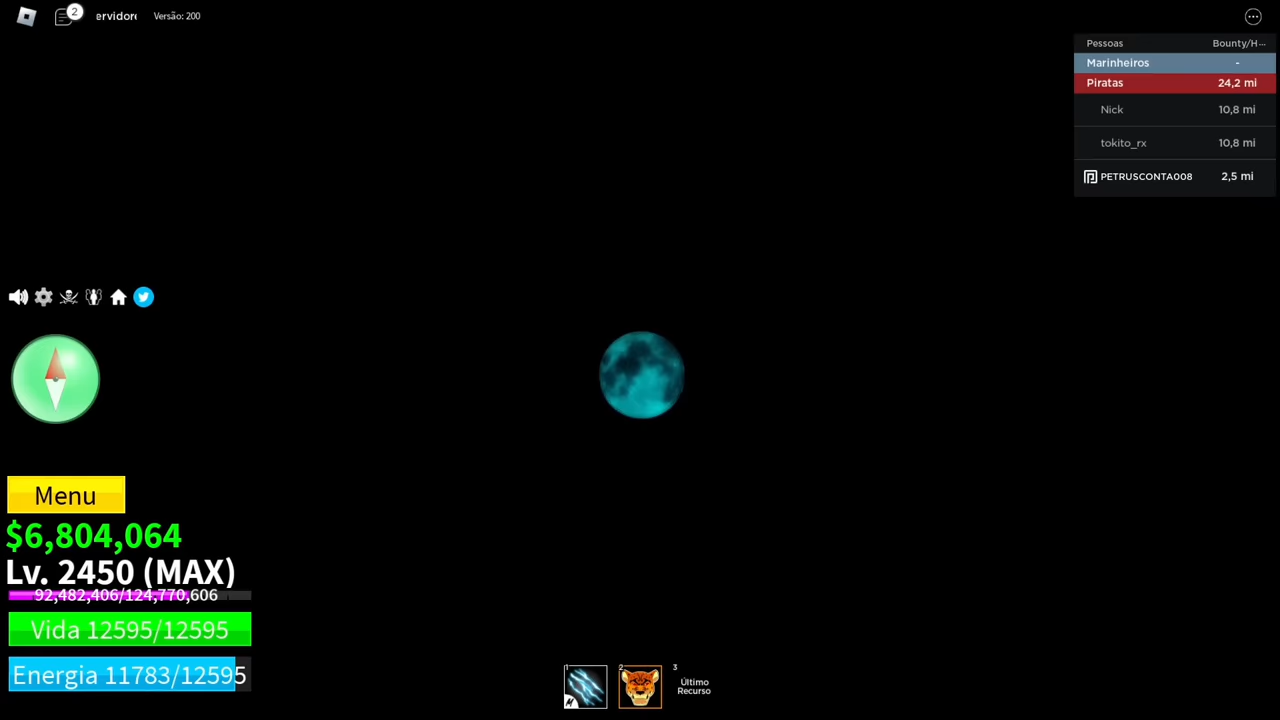 2
ervidore
Versão: 200
Pessoas Bounty/H...
Marinheiros -
Piratas 24,2 mi
Nick 10,8 mi
tokito_rx 10,8 mi
PETRUSCONTA008 2,5 mi
Menu
$6,804,064
Lv. 2450 (MAX)
92,482,406/124,770,606
Vida 12595/12595
Energia 11783/12595
1
2
3
Último
Recurso